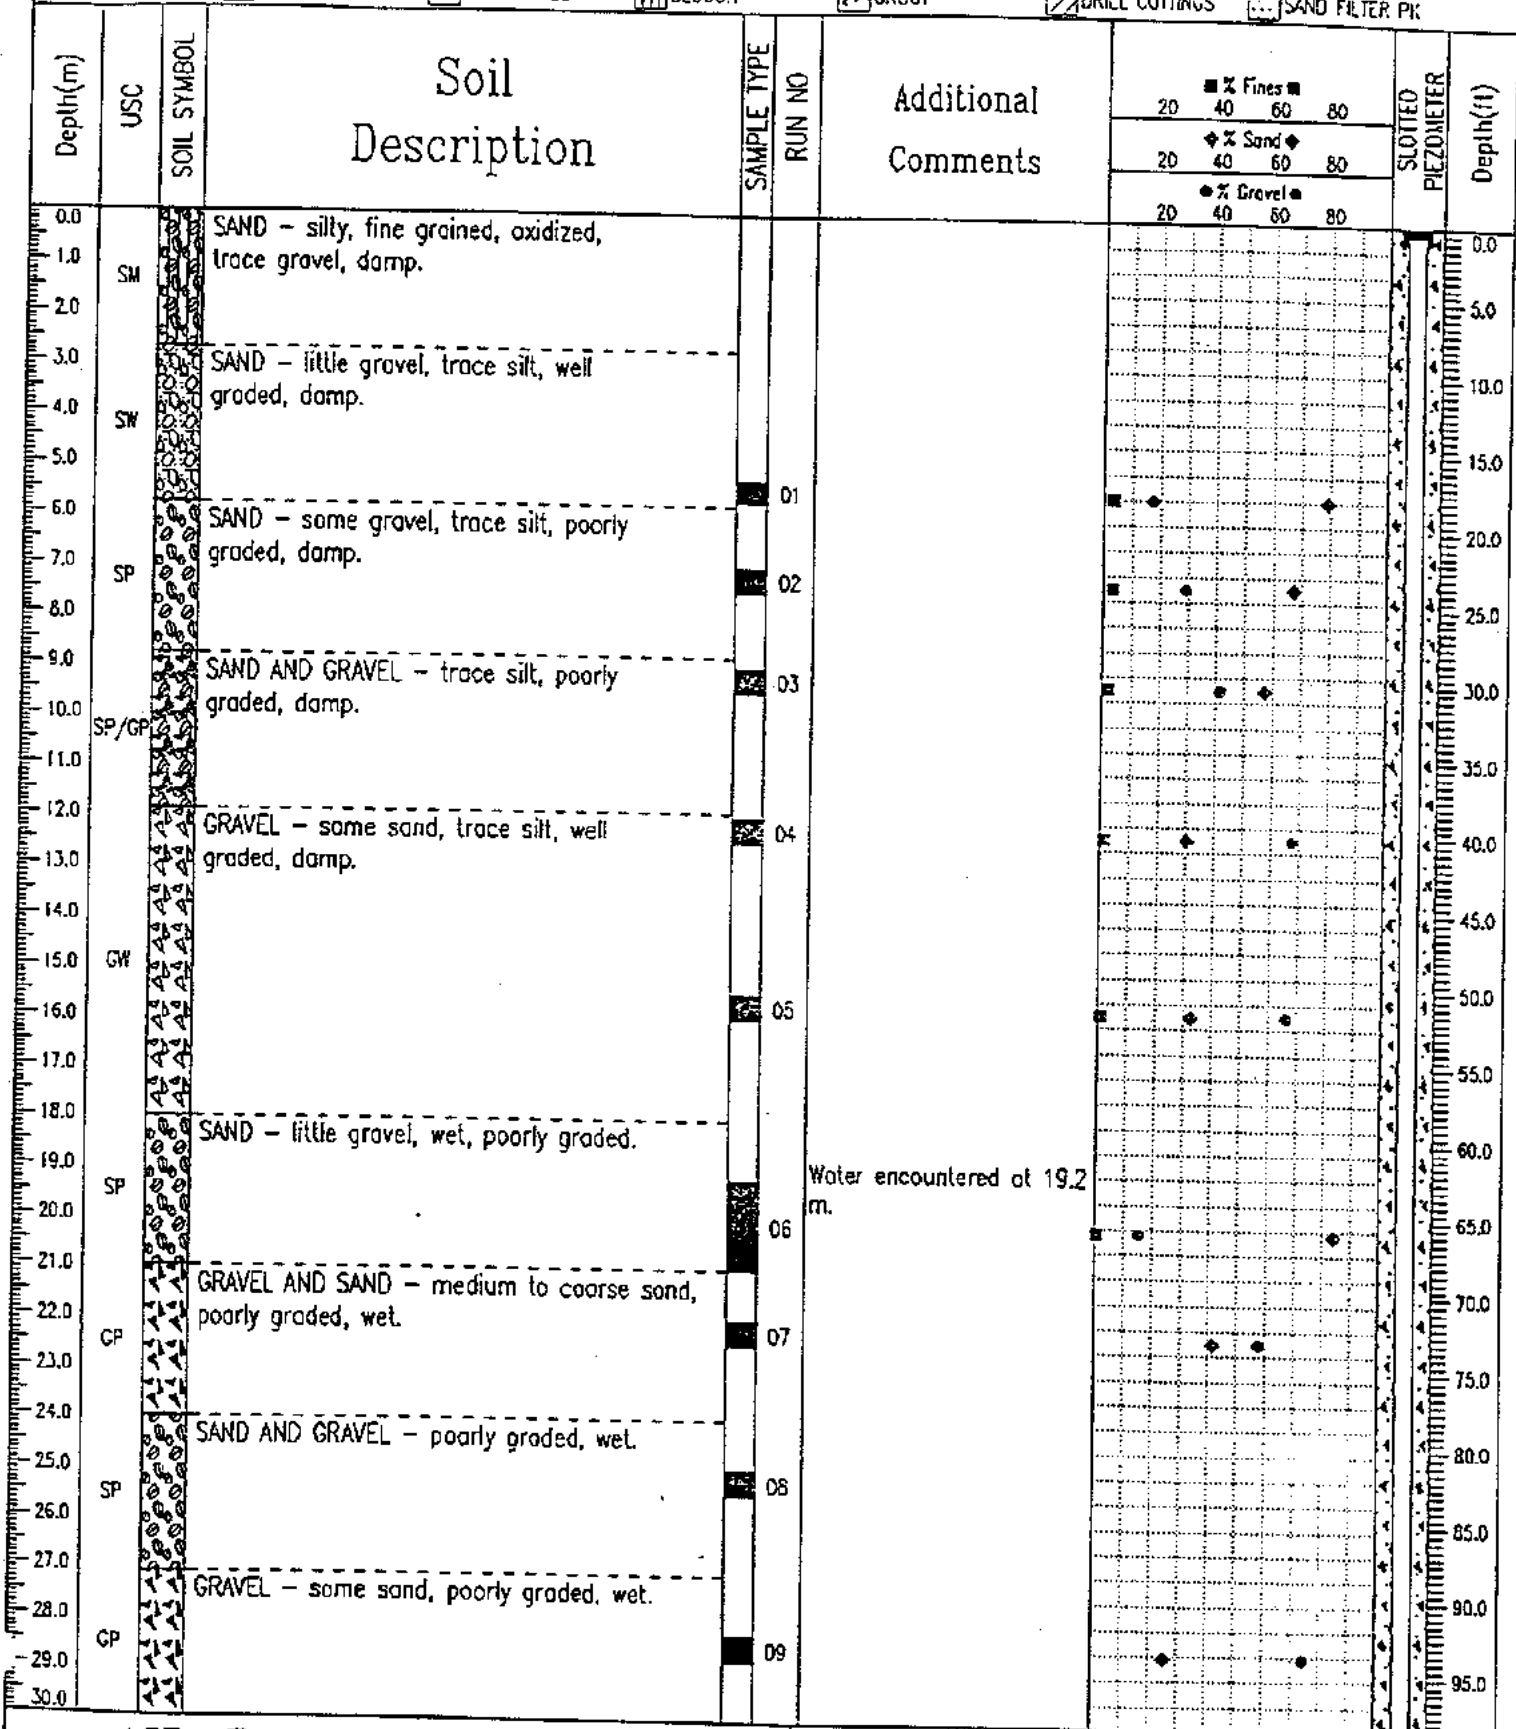 GROUT
DRILL CUTTINGS
SAND FILTER PK
Depth(m)
USC
SOIL SYMBOL
Soil
Description
SAMPLE TYPE
RUN NO
Additional
Comments
% Fines
20 40 60 80
% Sand
20 40 60 80
% Gravel
20 40 60 80
SLOTTED
PIEZOMETER
Depth(ft)
0.0
1.0
2.0
3.0
4.0
5.0
6.0
7.0
8.0
9.0
10.0
11.0
12.0
13.0
14.0
15.0
16.0
17.0
18.0
19.0
20.0
21.0
22.0
23.0
24.0
25.0
26.0
27.0
28.0
29.0
30.0
SM
SW
SP
SP/GP
GW
SP
GP
SP
GP
SAND – silty, fine grained, oxidized,
trace gravel, damp.
SAND – little gravel, trace silt, well
graded, damp.
SAND – some gravel, trace silt, poorly
graded, damp.
SAND AND GRAVEL – trace silt, poorly
graded, damp.
GRAVEL – some sand, trace silt, well
graded, damp.
SAND – little gravel, wet, poorly graded.
GRAVEL AND SAND – medium to coarse sand,
poorly graded, wet.
SAND AND GRAVEL – poorly graded, wet.
GRAVEL – some sand, poorly graded, wet.
01
02
03
04
05
06
07
08
09
Water encountered at 19.2
m.
0.0
5.0
10.0
15.0
20.0
25.0
30.0
35.0
40.0
45.0
50.0
55.0
60.0
65.0
70.0
75.0
80.0
85.0
90.0
95.0